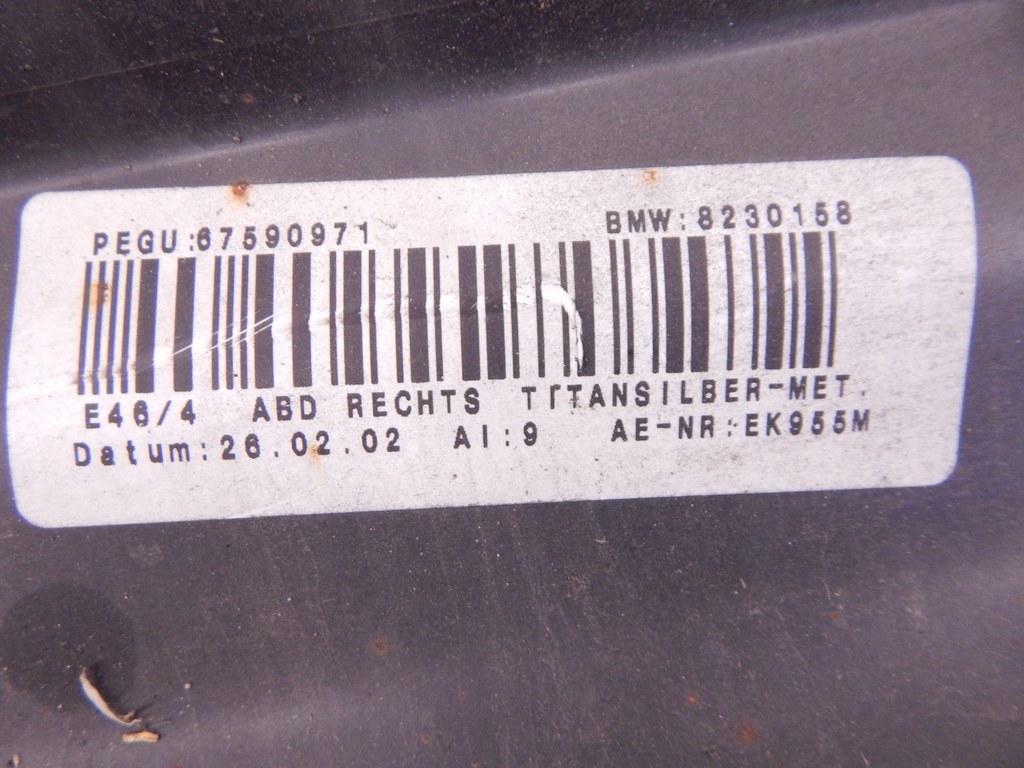 PEGU:67590971 BMW:8230158
E46/4 ABD RECHTS TITANSILBER-MET.
Datum:26.02.02 AI:9 AE-NR:EK955M